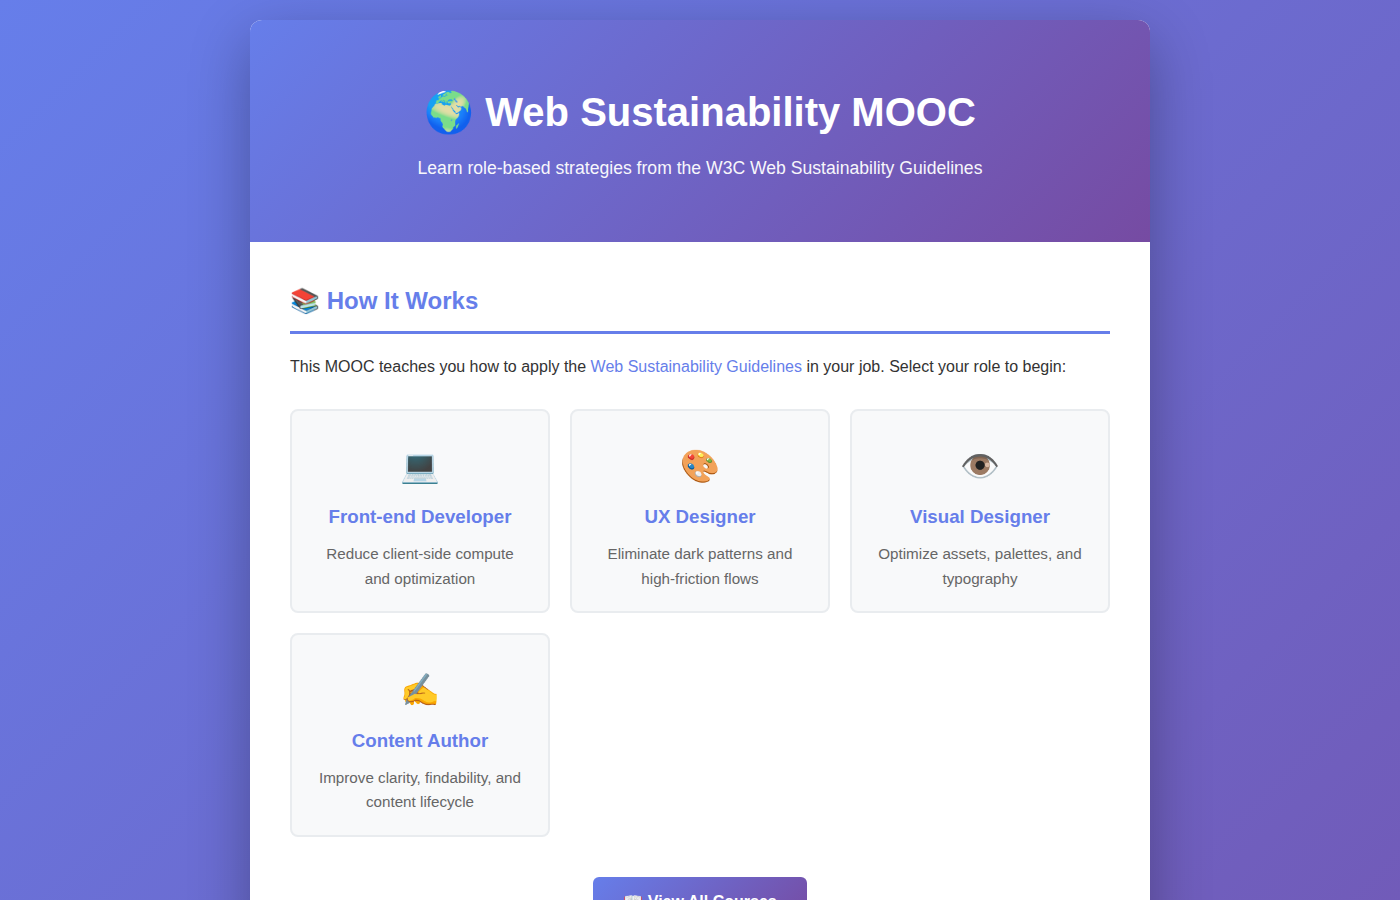 Web Sustainability MOOC
Learn role-based strategies from the W3C Web Sustainability Guidelines
How It Works
This MOOC teaches you how to apply the Web Sustainability Guidelines in your job. Select your role to begin:
Front-end Developer
Reduce client-side compute
and optimization
UX Designer
Eliminate dark patterns and
high-friction flows
Visual Designer
Optimize assets, palettes, and
typography
Content Author
Improve clarity, findability, and
content lifecycle
View All Courses